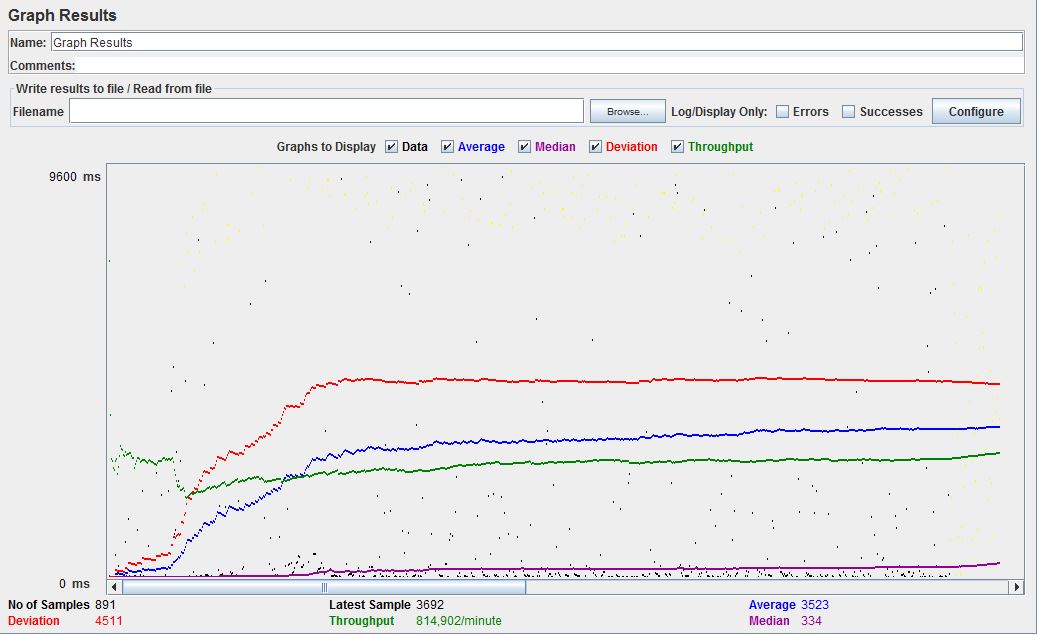 Graph Results
Name: Graph Results
Comments:
Write results to file / Read from file
Filename Browse... Log/Display Only: Errors Successes Configure
Graphs to Display Data Average Median Deviation Throughput
9600 ms
0 ms
No of Samples 891 Latest Sample 3692 Average 3523
Deviation 4511 Throughput 814,902/minute Median 334